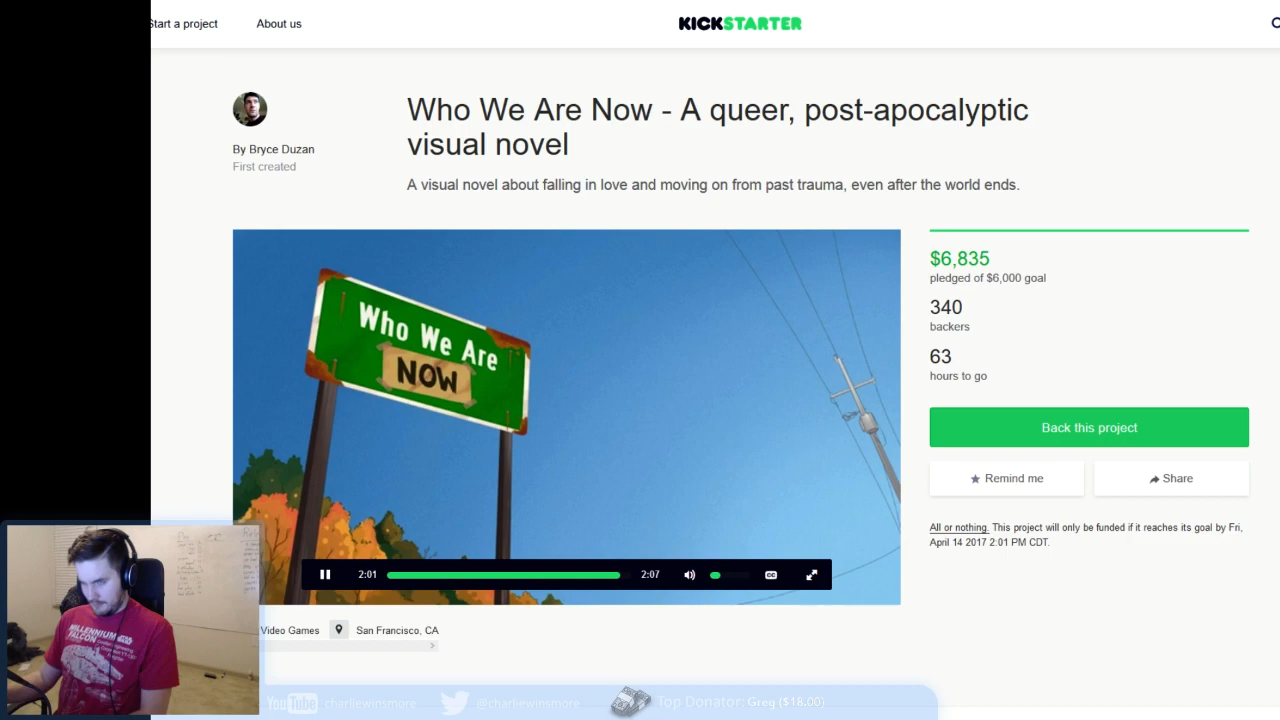 Start a project
About us
KICKSTARTER
By Bryce Duzan
First created
Who We Are Now - A queer, post-apocalyptic
visual novel
A visual novel about falling in love and moving on from past trauma, even after the world ends.
Who We Are
NOW
$6,835
pledged of $6,000 goal
340
backers
63
hours to go
Back this project
Remind me
Share
All or nothing. This project will only be funded if it reaches its goal by Fri,
April 14 2017 2:01 PM CDT.
2:01
2:07
CC
Video Games
San Francisco, CA
MILLENNIUM
FALCON
YouTube charliewinsmore
@charliewinsmore
Top Donator: Greg ($18.00)